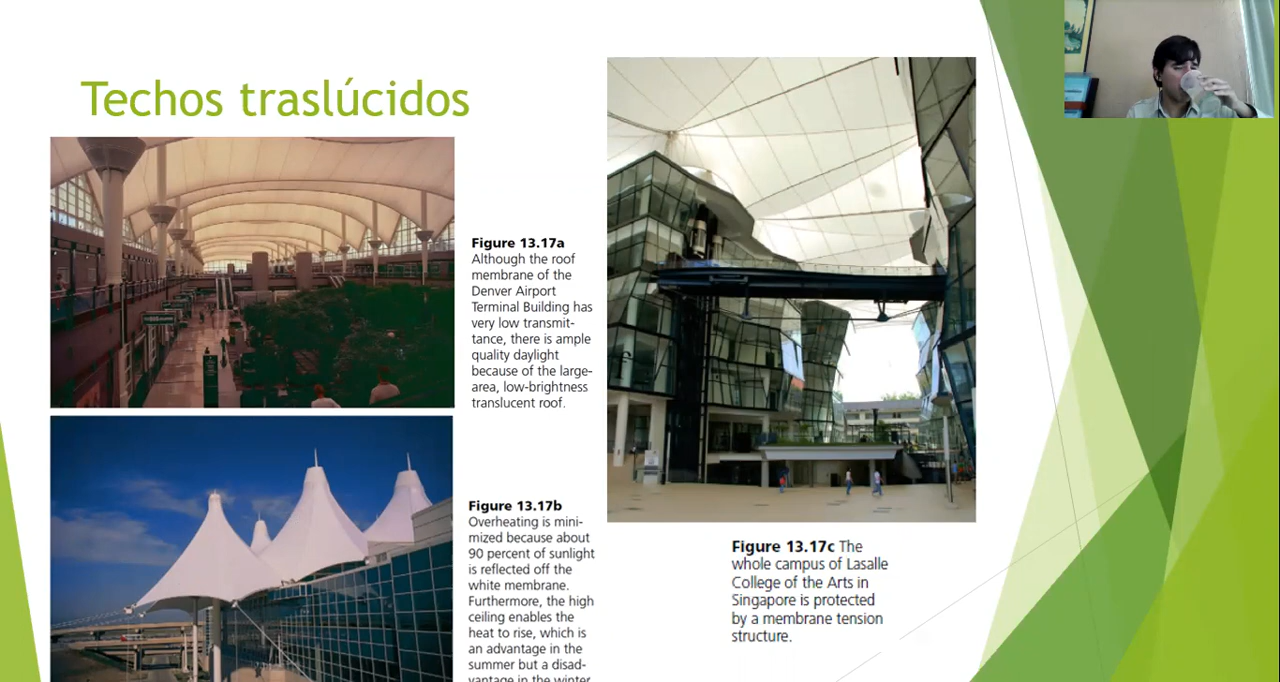 Techos traslúcidos
Figure 13.17a
Although the roof
membrane of the
Denver Airport
Terminal Building has
very low transmit-
tance, there is ample
quality daylight
because of the large-
area, low-brightness
translucent roof.
Figure 13.17b
Overheating is mini-
mized because about
90 percent of sunlight
is reflected off the
white membrane.
Furthermore, the high
ceiling enables the
heat to rise, which is
an advantage in the
summer but a disad-
vantage in the winter
Figure 13.17c The
whole campus of Lasalle
College of the Arts in
Singapore is protected
by a membrane tension
structure.